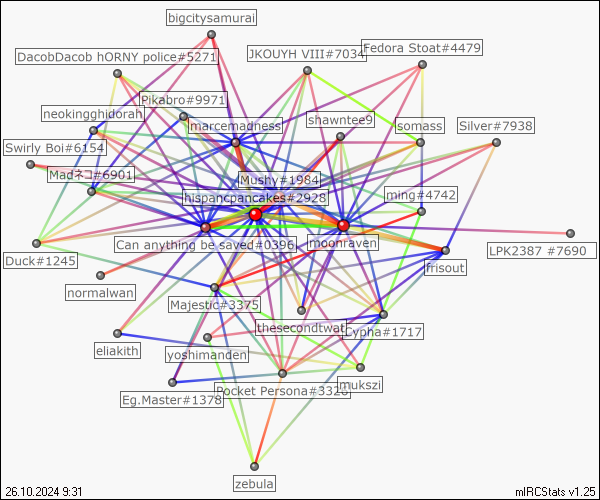 bigcitysamurai
DacobDacob hORNY police#5271
JKOUYH VIII#7034
Fedora Stoat#4479
neokingghidorah
Pikabro#9971
marcemadness
shawntee9
Isomass
Silver#7938
Swirly Boi#6154
Madネコ#6901
Mushy#1984
ming#4742
hispancpancakes#2928
Duck#1245
Can anything be saved#0396
moonraven
LPK2387 #7690
frisout
normalwan
Majestic#3375
thesecondtwat
Cypha#1717
eliakith
yoshimanden
mukszi
Eg.Master#1378
Pocket Persona#3326
zebula
26.10.2024 9:31
mIRCStats v1.25